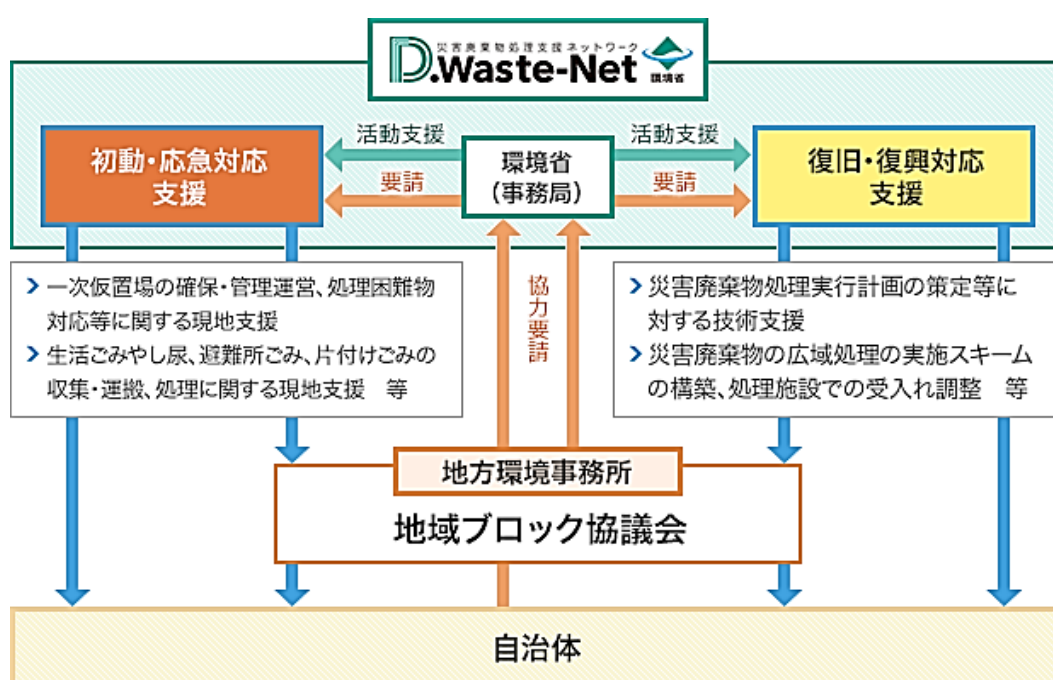 災害廃棄物処理支援ネットワーク
D.Waste-Net
環境省
初動・応急対応
支援
活動支援
要請
環境省
（事務局）
活動支援
要請
復旧・復興対応
支援
一次仮置場の確保・管理運営、処理困難物
対応等に関する現地支援
生活ごみやし尿、避難所ごみ、片付けごみの
収集・運搬、処理に関する現地支援　等
協力要請
災害廃棄物処理実行計画の策定等に
対する技術支援
災害廃棄物の広域処理の実施スキーム
の構築、処理施設での受入れ調整　等
地方環境事務所
地域ブロック協議会
自治体